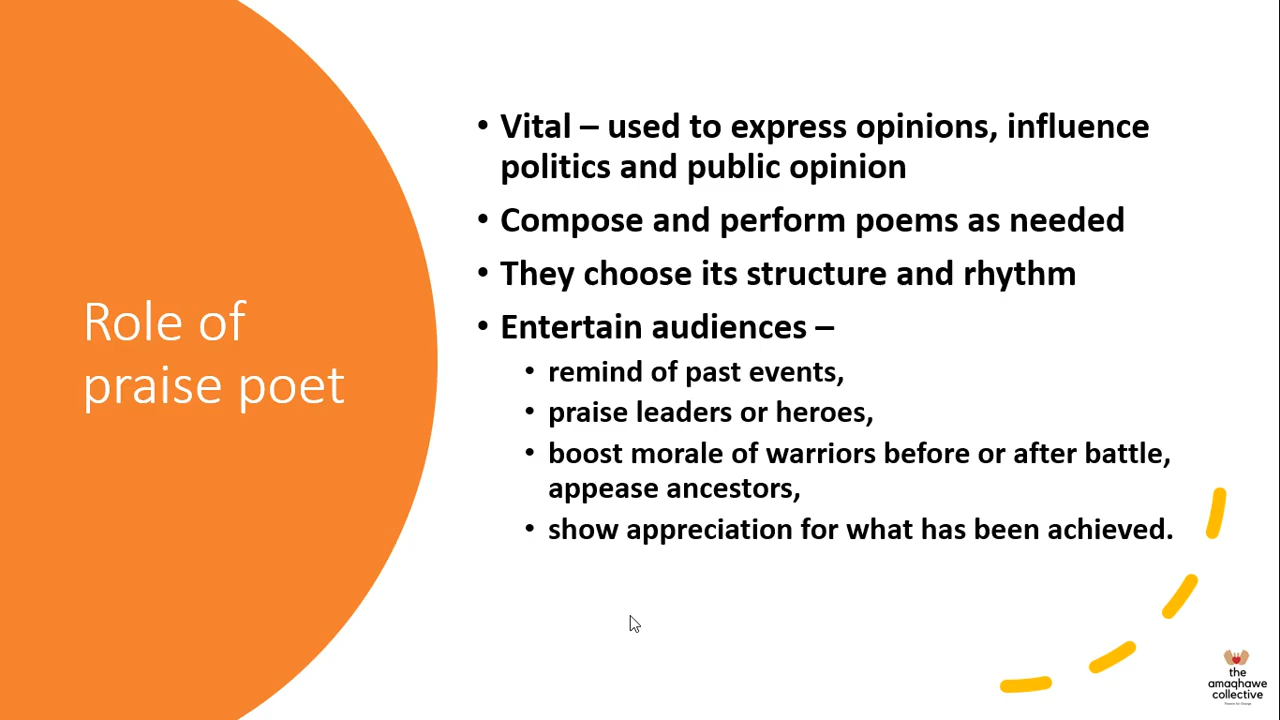 Role of
praise poet
• Vital – used to express opinions, influence
politics and public opinion
• Compose and perform poems as needed
• They choose its structure and rhythm
• Entertain audiences –
• remind of past events,
• praise leaders or heroes,
• boost morale of warriors before or after battle,
appease ancestors,
• show appreciation for what has been achieved.
the
amaqhawe
collective